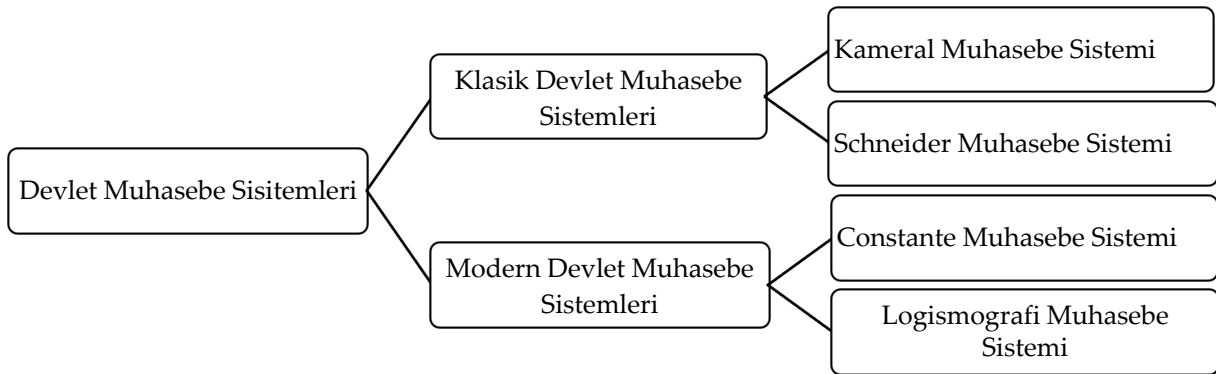 Devlet Muhasebe Sisitemleri
Klasik Devlet Muhasebe
Sistemleri
Kameral Muhasebe Sistemi
Schneider Muhasebe Sistemi
Modern Devlet Muhasebe
Sistemleri
Constante Muhasebe Sistemi
Logismografi Muhasebe
Sistemi